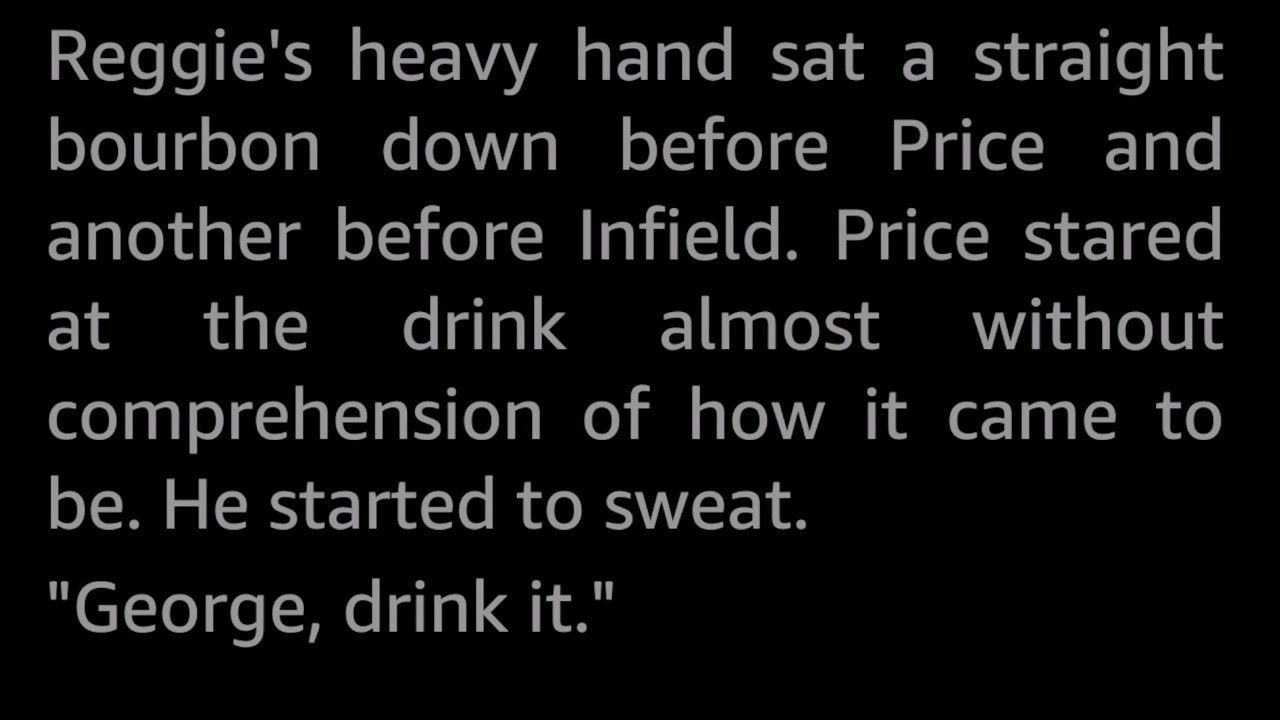 Reggie's heavy hand sat a straight
bourbon down before Price and
another before Infield. Price stared
at the drink almost without
comprehension of how it came to
be. He started to sweat.
"George, drink it."